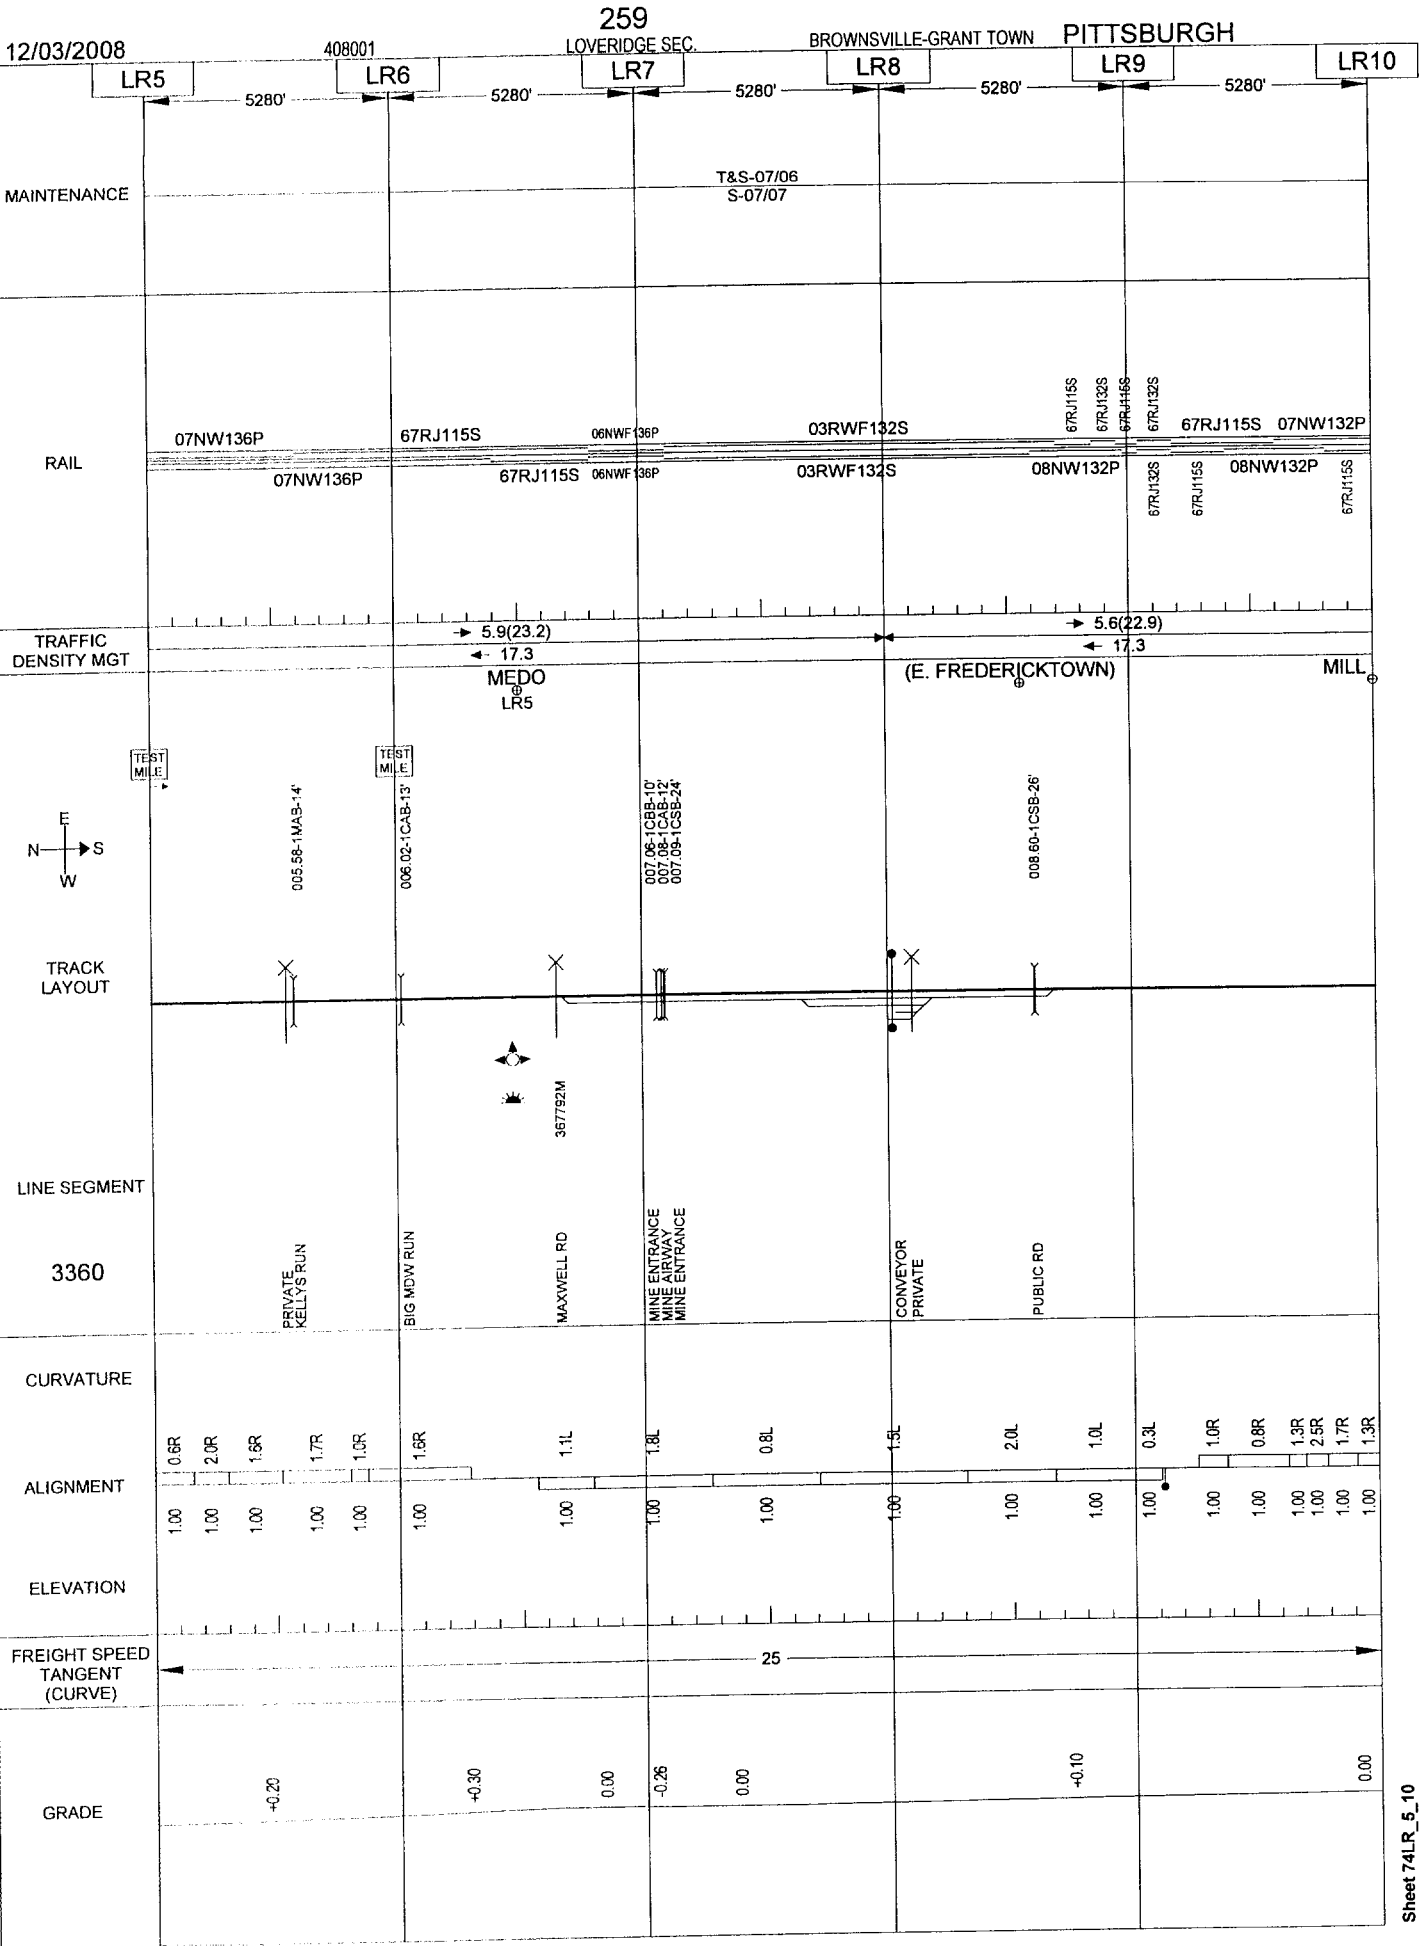 259
12/03/2008
408001
LOVERIDGE SEC.
BROWNSVILLE-GRANT TOWN
PITTSBURGH
LR5 LR6 LR7 LR8 LR9 LR10
5280' 5280' 5280' 5280' 5280'
MAINTENANCE
T&S-07/06
S-07/07
RAIL
67RJ115S 67RJ132S 67RJ115S 67RJ132S
07NW136P 67RJ115S 06NWF136P 03RWF132S 67RJ115S 07NW132P
07NW136P 67RJ115S 06NWF136P 03RWF132S 08NW132P 08NW132P
67RJ132S 67RJ115S 67RJ115S
TRAFFIC
DENSITY MGT
5.9(23.2) 5.6(22.9)
17.3 17.3
MEDO
LR5
(E. FREDERICKTOWN)
MILL
TEST
MILE
TEST
MILE
E
N S
W
005.58-1MAB-14'
006.02-1CAB-13'
007.06-1CBB-10'
007.08-1CAB-12'
007.09-1CSB-24'
008.60-1CSB-26'
TRACK
LAYOUT
367792M
LINE SEGMENT
3360
PRIVATE
KELLYS RUN
BIG MDW RUN
MAXWELL RD
MINE ENTRANCE
MINE AIRWAY
MINE ENTRANCE
CONVEYOR
PRIVATE
PUBLIC RD
CURVATURE
0.6R 2.0R 1.6R 1.7R 1.0R 1.6R 1.1L 1.8L 0.8L 1.5L 2.0L 1.0L 0.3L 1.0R 0.8R 1.3R 2.5R 1.7R 1.3R
ALIGNMENT
1.00 1.00 1.00 1.00 1.00 1.00 1.00 1.00 1.00 1.00 1.00 1.00 1.00 1.00 1.00 1.00 1.00 1.00 1.00
ELEVATION
FREIGHT SPEED
TANGENT
(CURVE)
25
GRADE
+0.20 +0.30 0.00 -0.26 0.00 +0.10 0.00
Sheet 74LR_5_10